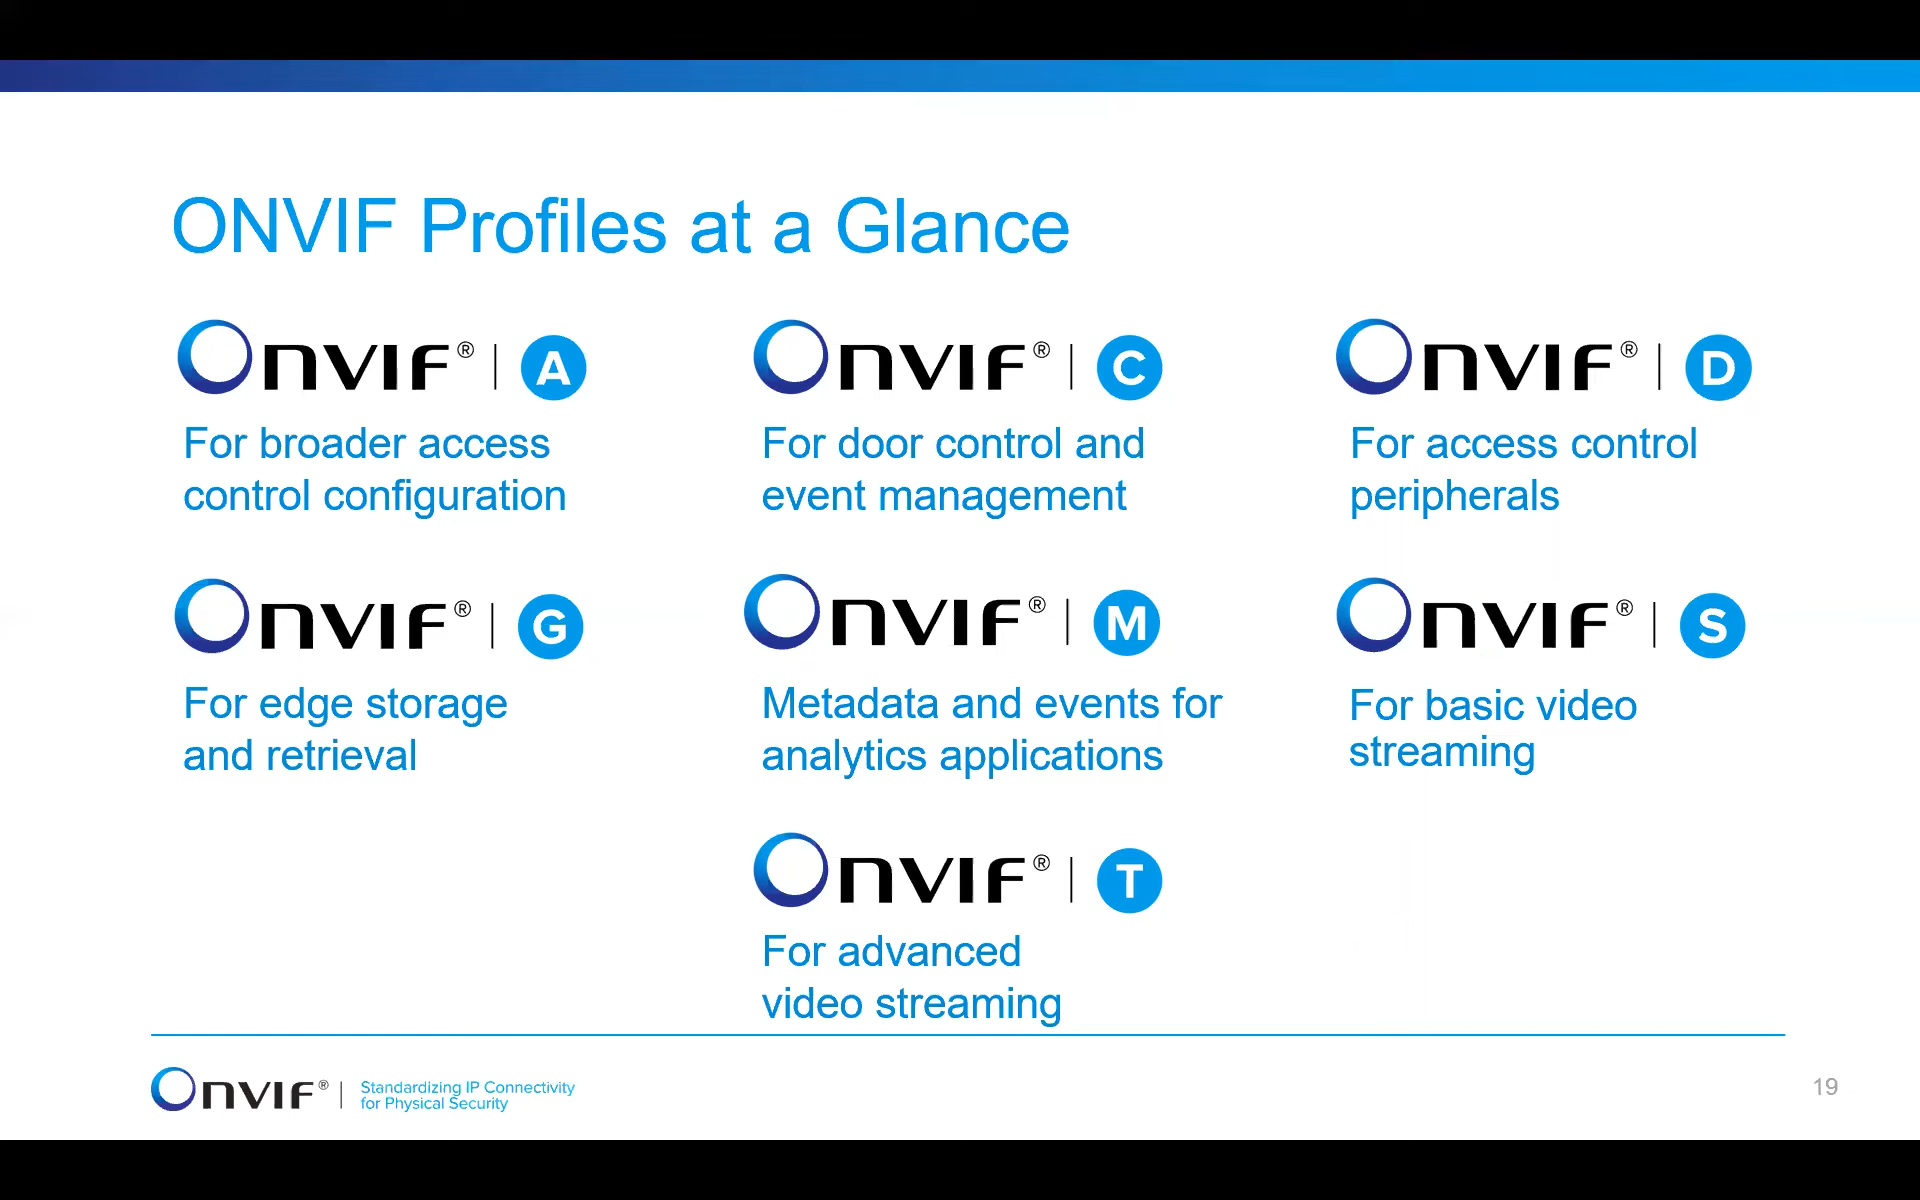 ONVIF Profiles at a Glance
ONVIF® | A
For broader access
control configuration
ONVIF® | C
For door control and
event management
ONVIF® | D
For access control
peripherals
ONVIF® | G
For edge storage
and retrieval
ONVIF® | M
Metadata and events for
analytics applications
ONVIF® | S
For basic video
streaming
ONVIF® | T
For advanced
video streaming
ONVIF® | Standardizing IP Connectivity
for Physical Security
19